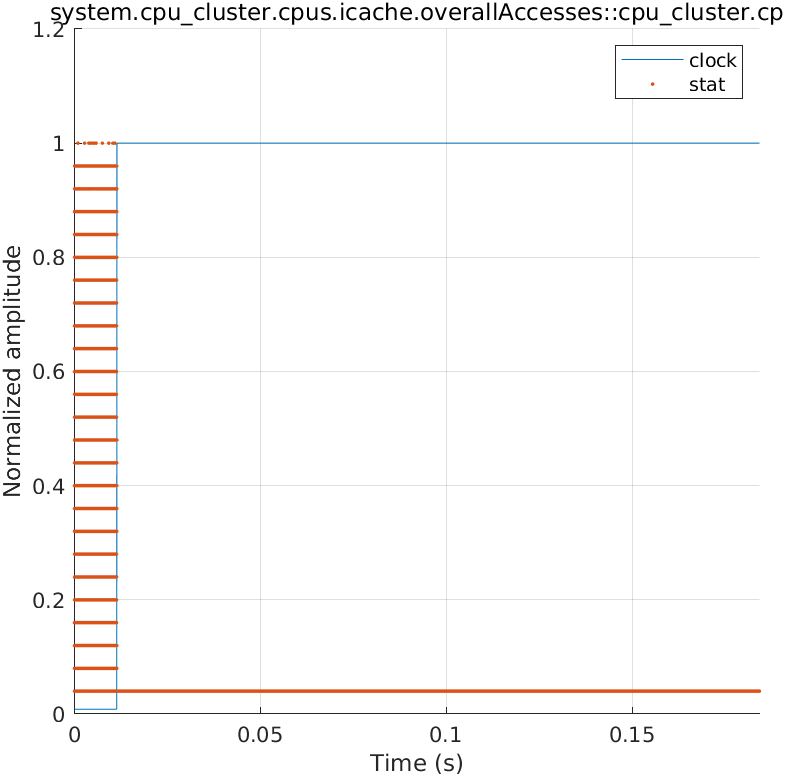 system.cpu_cluster.cpus.icache.overallAccesses::cpu_cluster.cp
1.2
1
0.8
0.6
0.4
0.2
0
0
0.05
0.1
0.15
Normalized amplitude
Time (s)
clock
stat